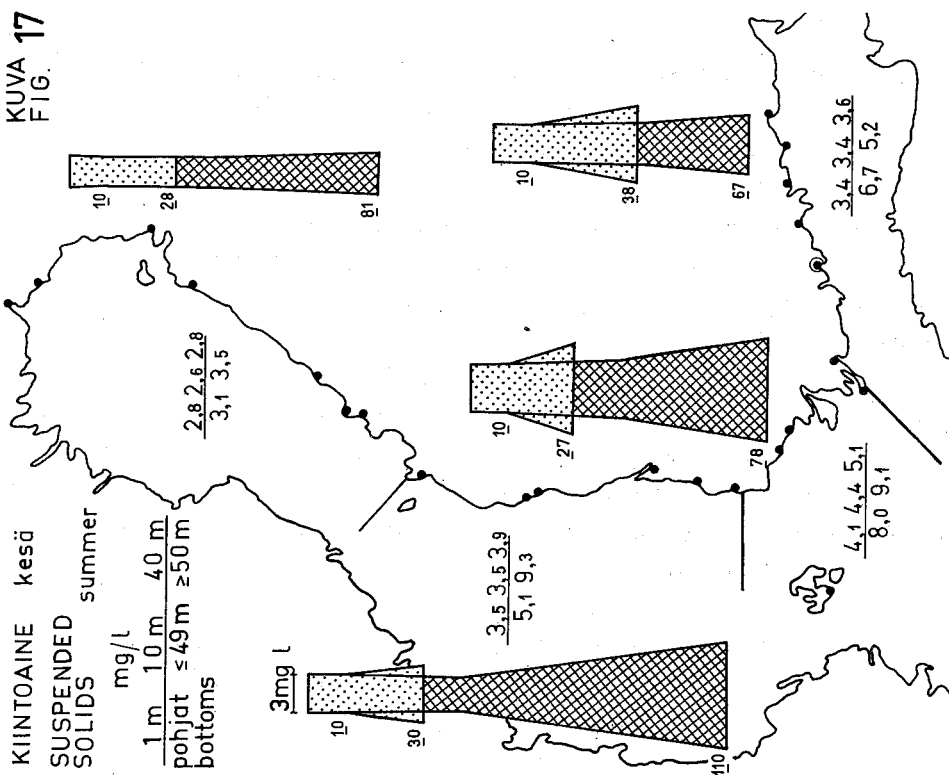 KUVA 17
FIG.
KIINTOAINE kesä
SUSPENDED
SOLIDS summer
mg/l
1 m 10 m 40 m
pohjat ≤49 m ≥50 m
bottoms
3mg l
10
30
110
10
28
81
10
27
78
10
38
67
2,8 2,6 2,8
3,1 3,5
3,5 3,5 3,9
5,1 9,3
4,1 4,4 5,1
8,0 9,1
3,4 3,4 3,6
6,7 5,2